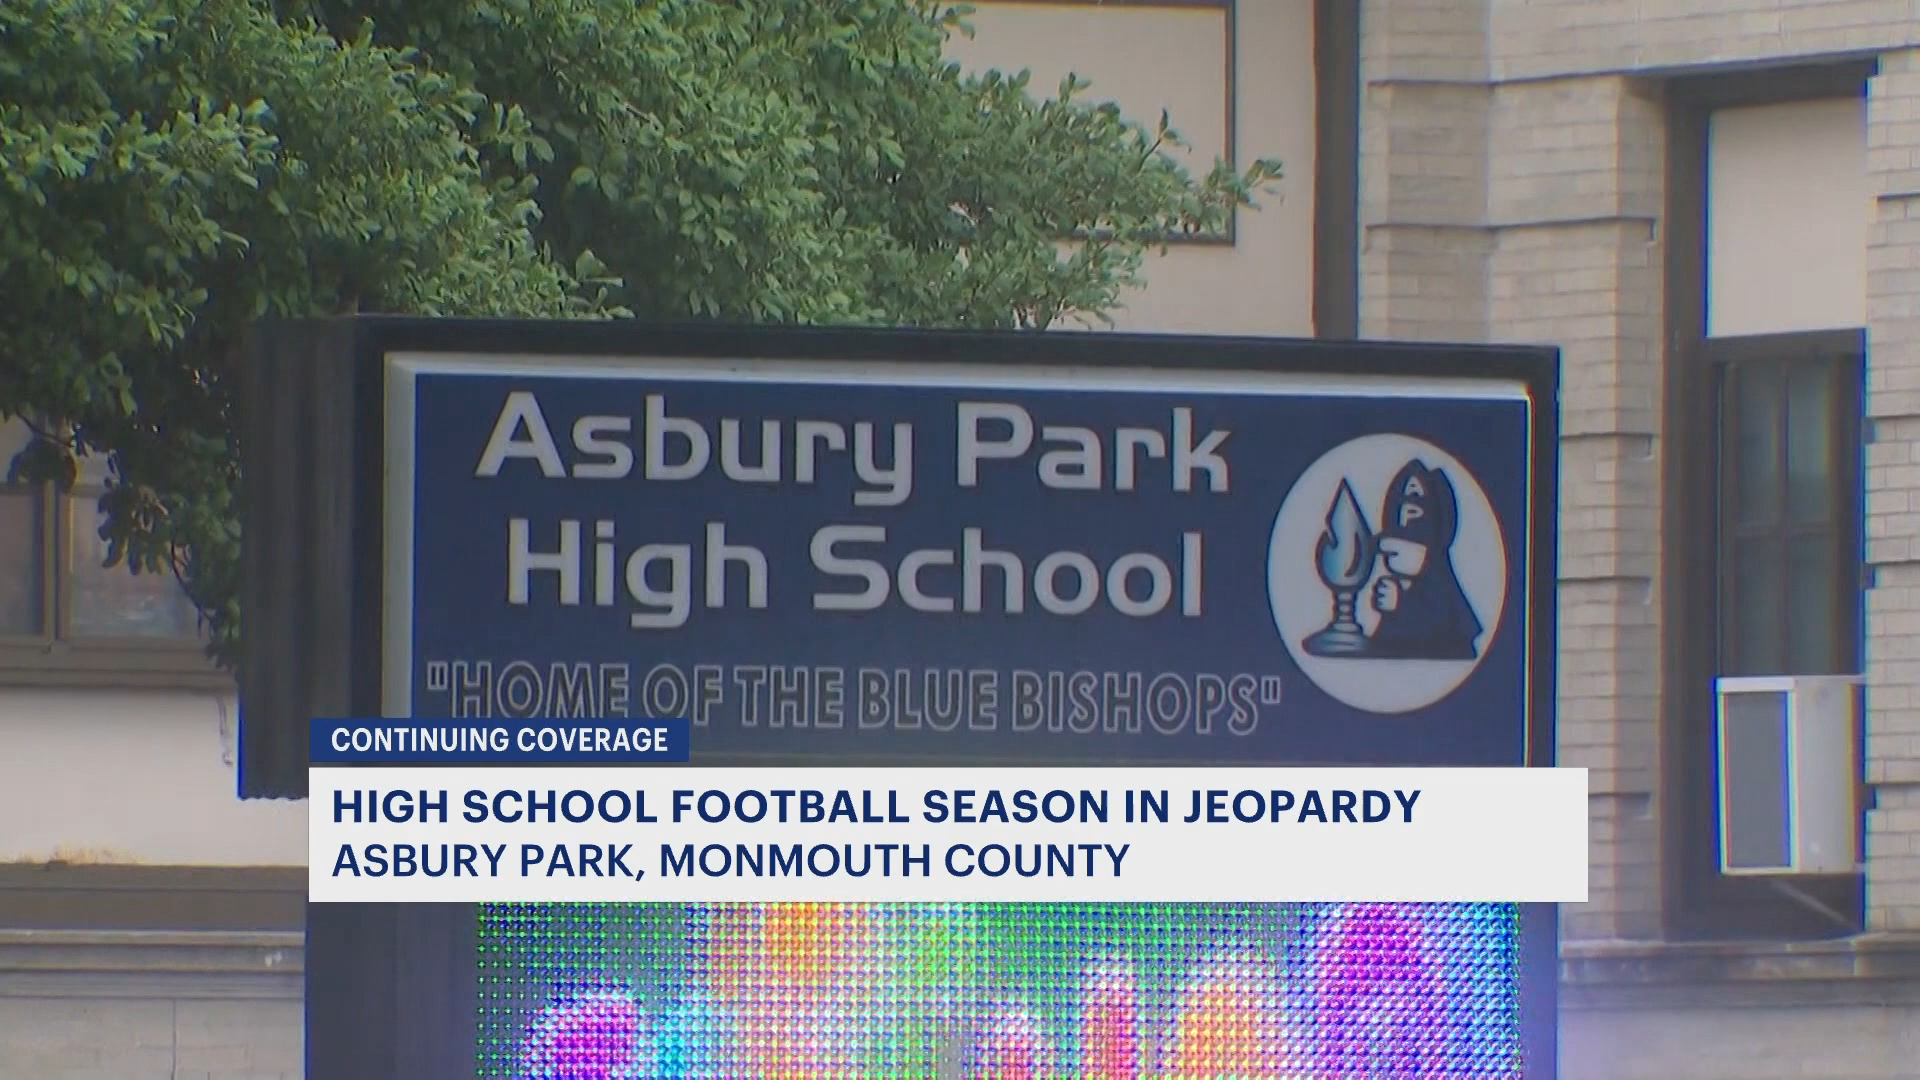 Asbury Park
High School
A
P
"HOME OF THE BLUE BISHOPS"
CONTINUING COVERAGE
HIGH SCHOOL FOOTBALL SEASON IN JEOPARDY
ASBURY PARK, MONMOUTH COUNTY